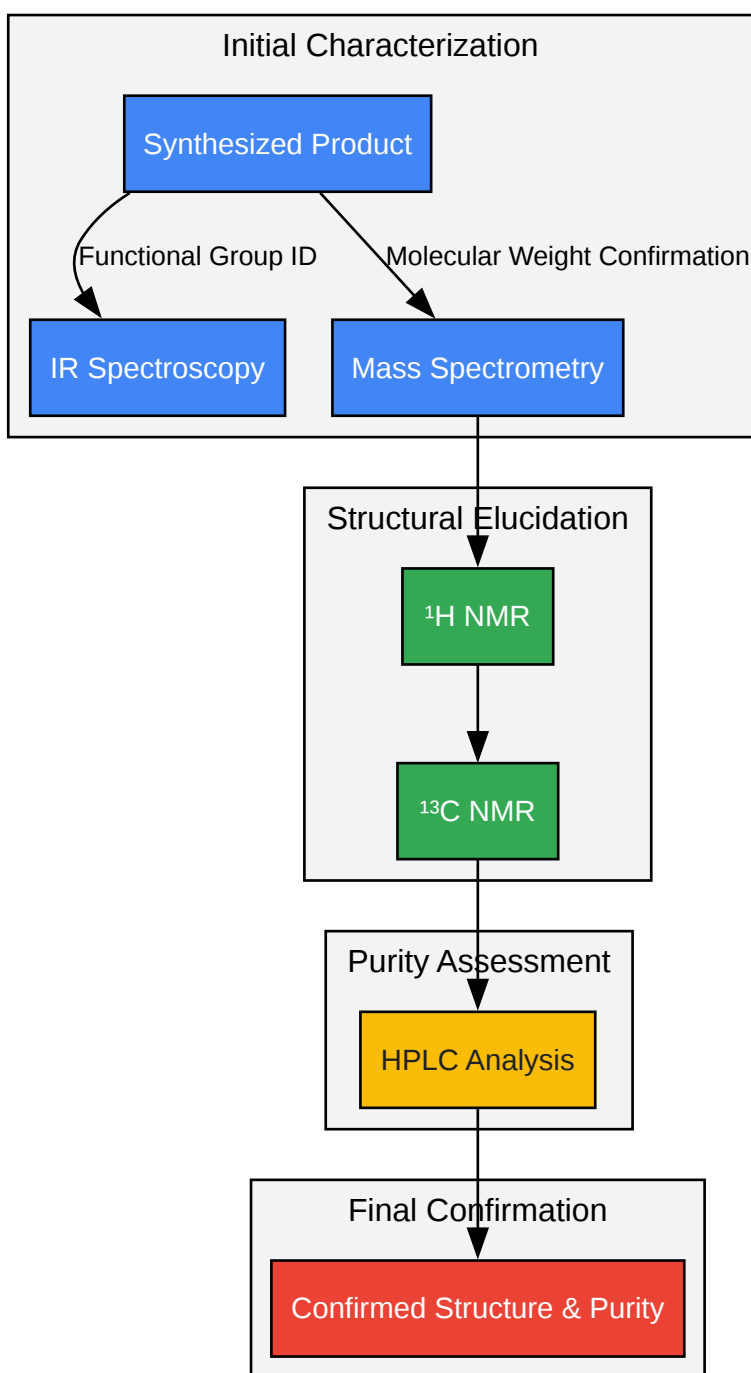 Initial Characterization
Synthesized Product
Functional Group ID
Molecular Weight Confirmation
IR Spectroscopy
Mass Spectrometry
Structural Elucidation
¹H NMR
¹³C NMR
Purity Assessment
HPLC Analysis
Final Confirmation
Confirmed Structure & Purity